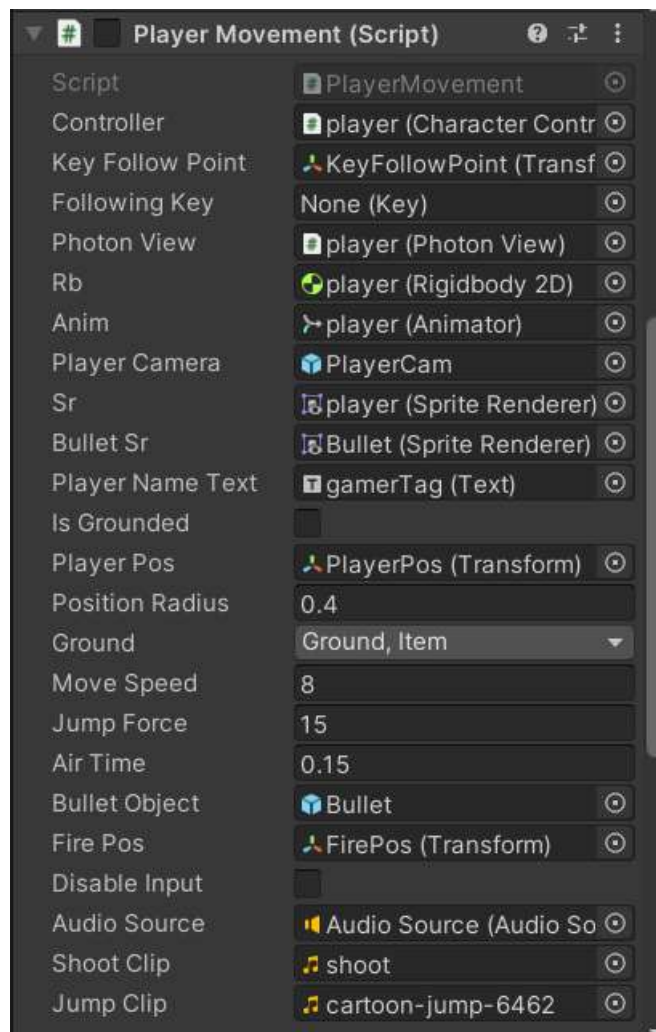 Player Movement (Script)
Script PlayerMovement
Controller player (Character Contr
Key Follow Point KeyFollowPoint (Transf
Following Key None (Key)
Photon View player (Photon View)
Rb player (Rigidbody 2D)
Anim player (Animator)
Player Camera PlayerCam
Sr player (Sprite Renderer)
Bullet Sr Bullet (Sprite Renderer)
Player Name Text gamerTag (Text)
Is Grounded
Player Pos PlayerPos (Transform)
Position Radius 0.4
Ground Ground, Item
Move Speed 8
Jump Force 15
Air Time 0.15
Bullet Object Bullet
Fire Pos FirePos (Transform)
Disable Input
Audio Source Audio Source (Audio So
Shoot Clip shoot
Jump Clip cartoon-jump-6462